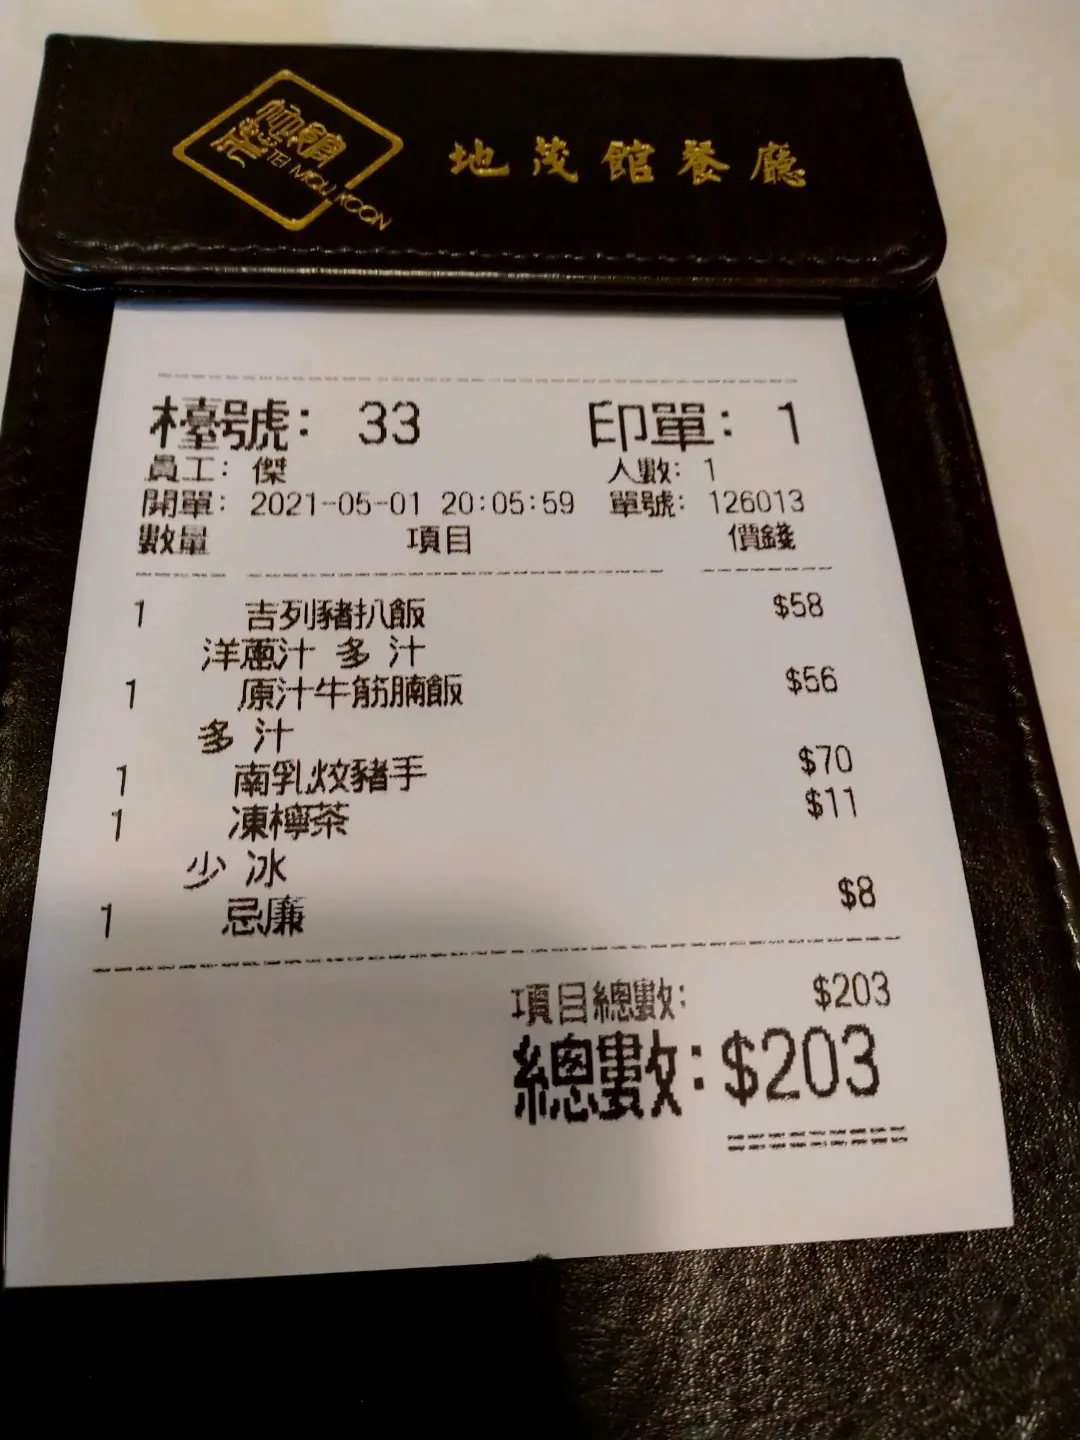 地茂館
TEI MOU KOON
地茂館餐廳
檯號: 33 印單: 1
員工: 傑 人數: 1
開單: 2021-05-01 20:05:59 單號: 126013
數量 項目 價錢
1 吉列豬扒飯 $58
洋蔥汁 多 汁
1 原汁牛筋腩飯 $56
多 汁
1 南乳炆豬手 $70
1 凍檸茶 $11
少 冰
1 忌廉 $8
項目總數: $203
總數: $203